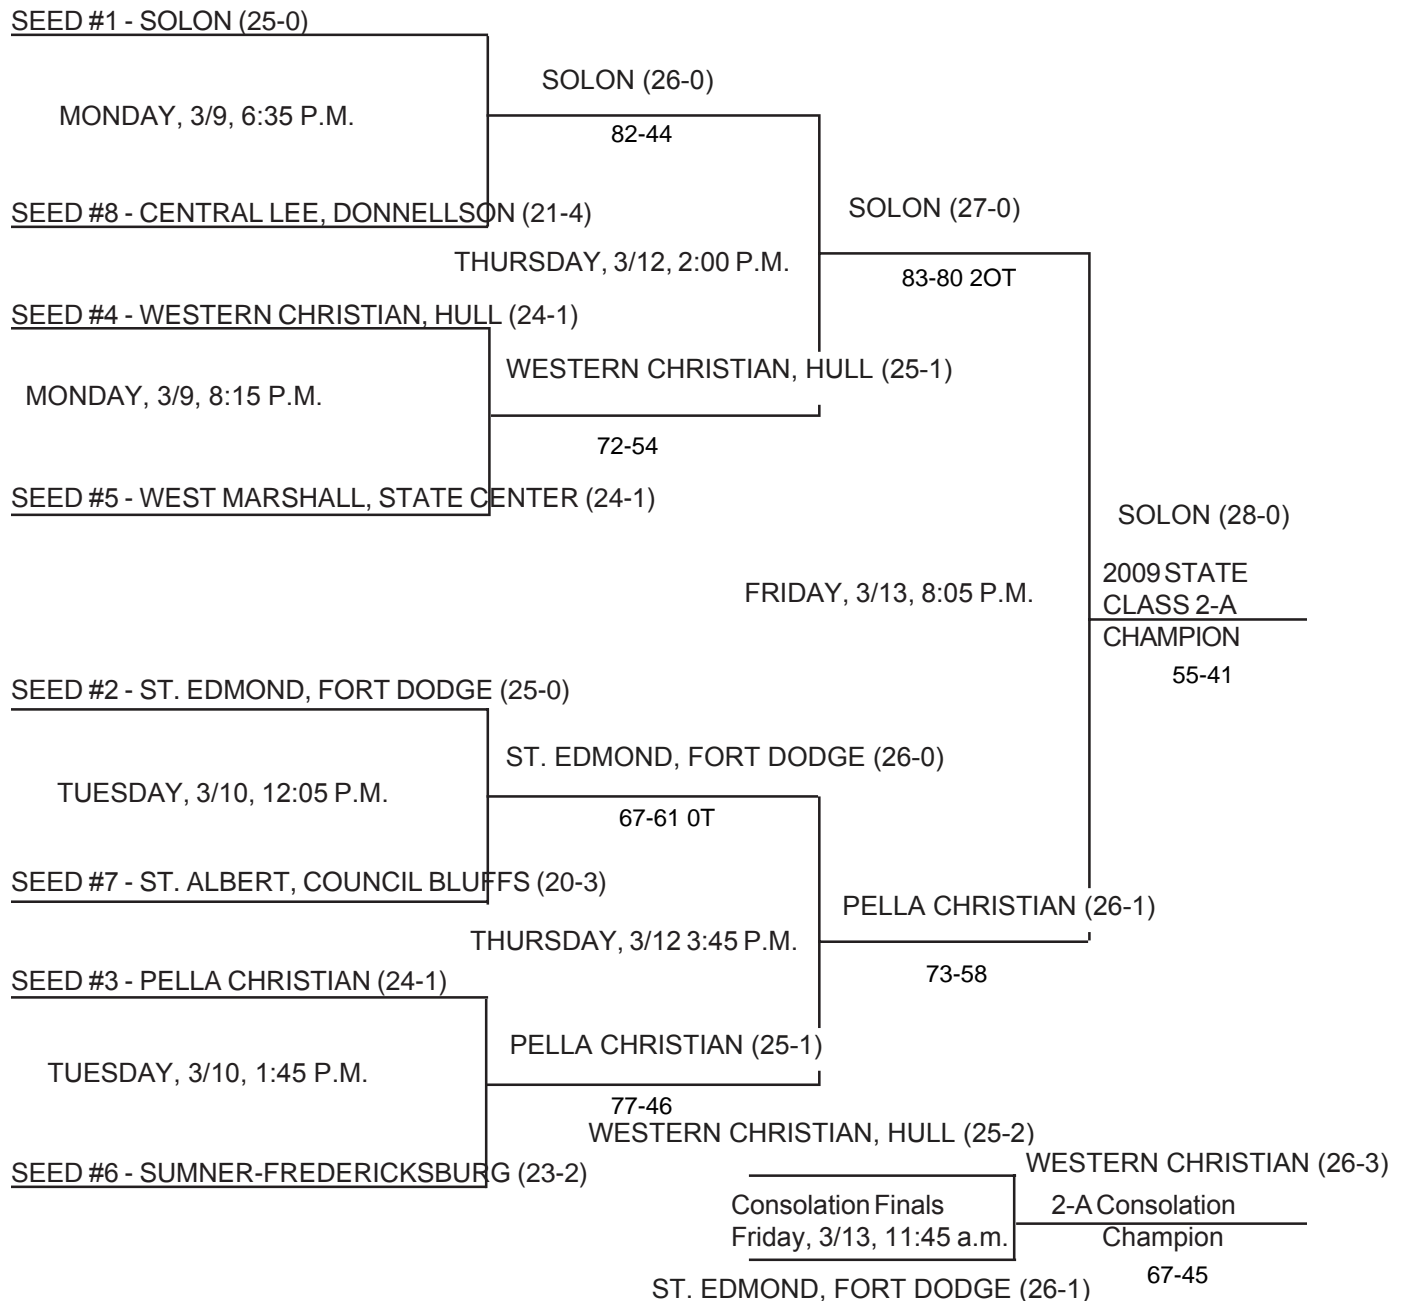 SEED #1 - SOLON (25-0)
SOLON (26-0)
MONDAY, 3/9, 6:35 P.M.
82-44
SEED #8 - CENTRAL LEE, DONNELLSON (21-4)
SOLON (27-0)
THURSDAY, 3/12, 2:00 P.M.
83-80 2OT
SEED #4 - WESTERN CHRISTIAN, HULL (24-1)
WESTERN CHRISTIAN, HULL (25-1)
MONDAY, 3/9, 8:15 P.M.
72-54
SEED #5 - WEST MARSHALL, STATE CENTER (24-1)
SOLON (28-0)
FRIDAY, 3/13, 8:05 P.M.
2009 STATE
CLASS 2-A
CHAMPION
55-41
SEED #2 - ST. EDMOND, FORT DODGE (25-0)
ST. EDMOND, FORT DODGE (26-0)
TUESDAY, 3/10, 12:05 P.M.
67-61 0T
SEED #7 - ST. ALBERT, COUNCIL BLUFFS (20-3)
PELLA CHRISTIAN (26-1)
THURSDAY, 3/12 3:45 P.M.
73-58
SEED #3 - PELLA CHRISTIAN (24-1)
PELLA CHRISTIAN (25-1)
TUESDAY, 3/10, 1:45 P.M.
77-46
SEED #6 - SUMNER-FREDERICKSBURG (23-2)
WESTERN CHRISTIAN, HULL (25-2)
WESTERN CHRISTIAN (26-3)
Consolation Finals
Friday, 3/13, 11:45 a.m.
2-A Consolation
Champion
67-45
ST. EDMOND, FORT DODGE (26-1)